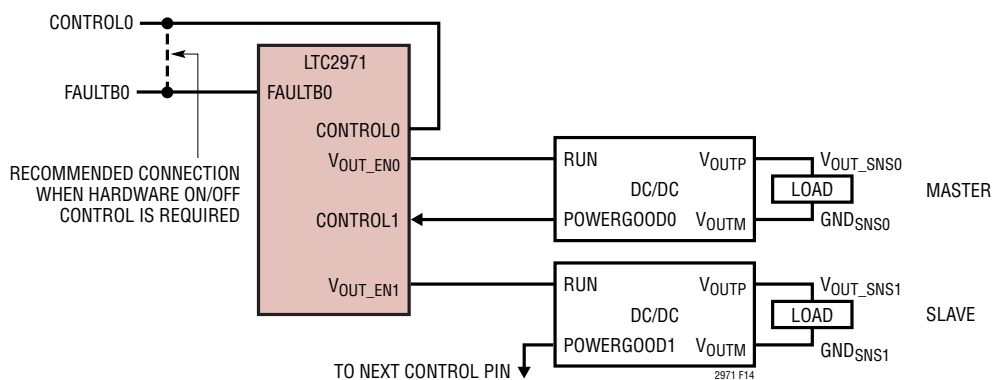 CONTROL0
LTC2971
FAULTB0
FAULTB0
CONTROL0
RECOMMENDED CONNECTION
WHEN HARDWARE ON/OFF
CONTROL IS REQUIRED
VOUT_EN0
RUN
VOUTP
VOUT_SNS0
DC/DC
LOAD
MASTER
CONTROL1
POWERGOOD0
VOUTM
GNDSNS0
VOUT_EN1
RUN
VOUTP
VOUT_SNS1
DC/DC
LOAD
SLAVE
POWERGOOD1
VOUTM
GNDSNS1
TO NEXT CONTROL PIN
2971 F14